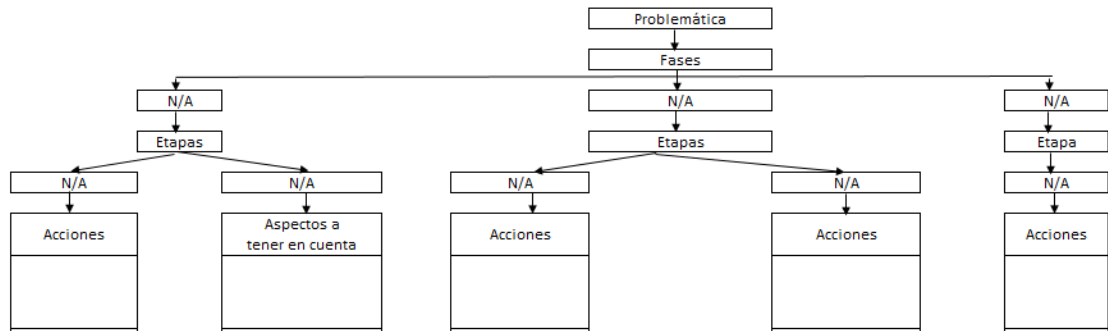 Problemática
Fases
N/A
N/A
N/A
Etapas
Etapas
Etapa
N/A
N/A
N/A
N/A
N/A
Acciones
Aspectos a
tener en cuenta
Acciones
Acciones
Acciones